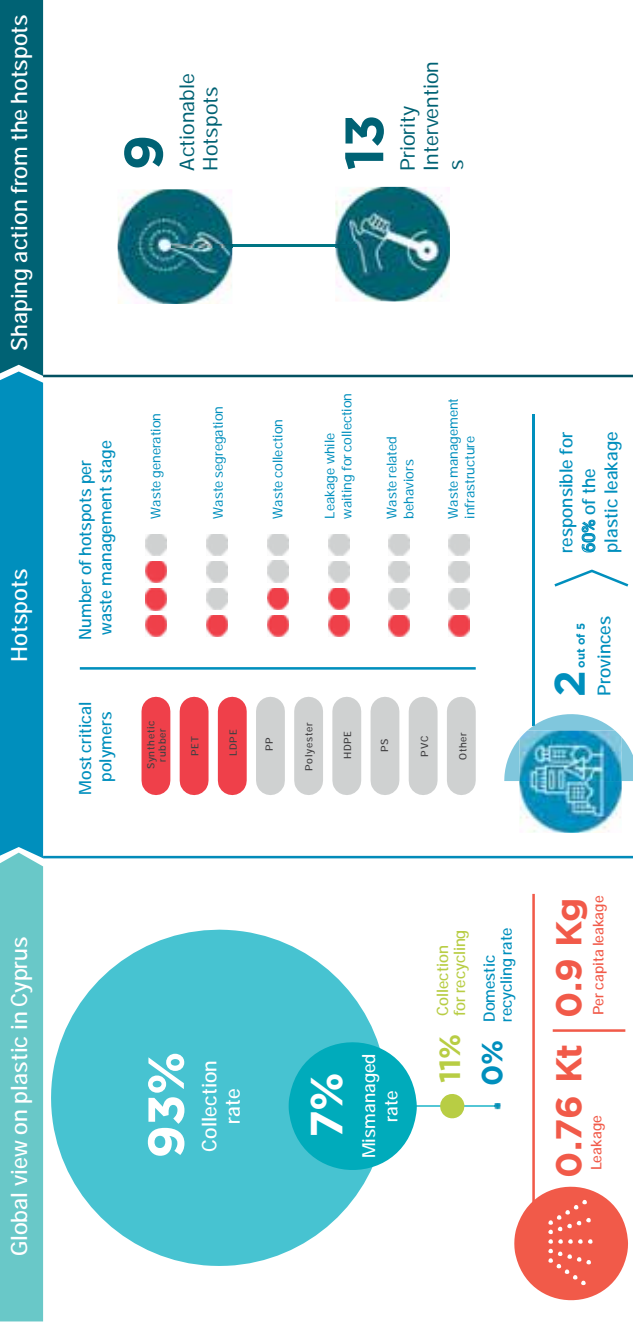 Global view on plastic in Cyprus
93%
Collection
rate
7%
Mismanaged
rate
11%
Collection
for recycling
0%
Domestic
recycling rate
0.76 Kt
Leakage
0.9 Kg
Per capita leakage
Hotspots
Most critical
polymers
Synthetic
rubber
PET
LDPE
PP
Polyester
HDPE
PS
PVC
Other
Number of hotspots per
waste management stage
Waste generation
Waste segregation
Waste collection
Leakage while
waiting for collection
Waste related
behaviors
Waste management
infrastructure
2 out of 5
Provinces
responsible for
60% of the
plastic leakage
Shaping action from the hotspots
9
Actionable
Hotspots
13
Priority
Intervention
s